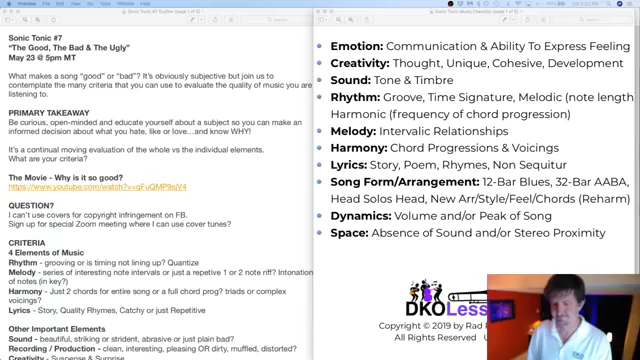 Sonic Tonic #7
"The Good, The Bad & The Ugly"
May 23 @ 5pm MT
What makes a song "good" or "bad"? It's obviously subjective but join us to
contemplate the many criteria that you can use to evaluate the quality of music you are
listening to.
PRIMARY TAKEAWAY
Be curious, open-minded and educate yourself about a subject so you can make an
informed decision about what you hate, like or love...and know WHY!
It's a continual moving evaluation of the whole vs the individual elements.
What are your criteria?
The Movie - Why is it so good?
https://www.youtube.com/watch?v=gFuQMP9sjV4
QUESTION?
I can't use covers for copyright infringement on FB.
Sign up for special Zoom meeting where I can use cover tunes?
CRITERIA
4 Elements of Music
Rhythm - grooving or is timing not lining up? Quantize
Melody - series of interesting note intervals or just a repetive 1 or 2 note riff? Intonation
of notes (in key?)
Harmony - Just 2 chords for entire song or a full chord prog? triads or complex
voicings?
Lyrics - Story, Quality Rhymes, Catchy or just Repetitive
Other Important Elements
Sound - beautiful, striking or strident, abrasive or just plain bad?
Recording / Production - clean, interesting, pleasing OR dirty, muffled, distorted?
Creativity - Suspense & Surprise
Emotion: Communication & Ability To Express Feeling
Creativity: Thought, Unique, Cohesive, Development
Sound: Tone & Timbre
Rhythm: Groove, Time Signature, Melodic (note length
Harmonic (frequency of chord progression)
Melody: Intervalic Relationships
Harmony: Chord Progressions & Voicings
Lyrics: Story, Poem, Rhymes, Non Sequitur
Song Form/Arrangement: 12-Bar Blues, 32-Bar AABA,
Head Solos Head, New Arr/Style/Feel/Chords (Reharm)
Dynamics: Volume and/or Peak of Song
Space: Absence of Sound and/or Stereo Proximity
DKOLess
Copyright © 2019 by Rad
All Rights Reserved